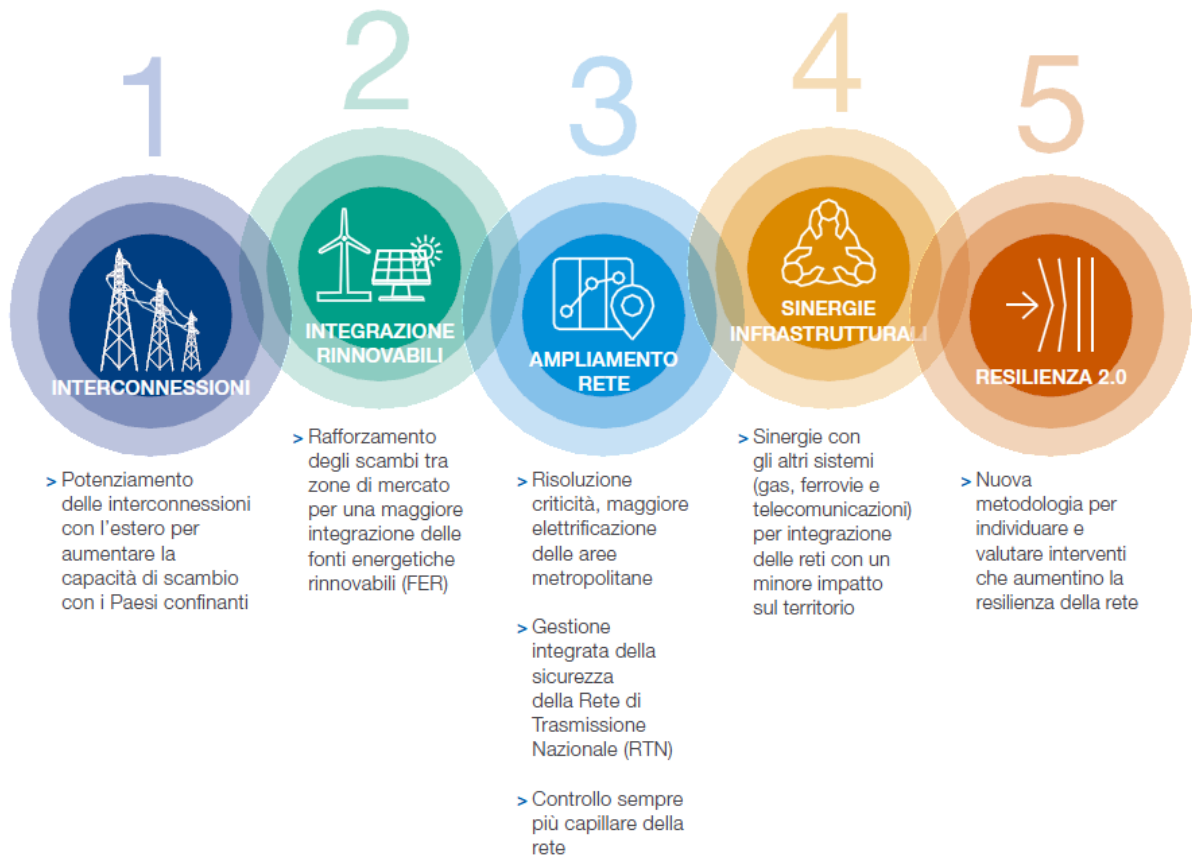 1
INTERCONNESSIONI
> Potenziamento
delle interconnessioni
con l'estero per
aumentare la
capacità di scambio
con i Paesi confinanti
2
INTEGRAZIONE
RINNOVABILI
> Rafforzamento
degli scambi tra
zone di mercato
per una maggiore
integrazione delle
fonti energetiche
rinnovabili (FER)
3
AMPLIAMENTO
RETE
> Risoluzione
criticità, maggiore
elettrificazione
delle aree
metropolitane
> Gestione
integrata della
sicurezza
della Rete di
Trasmissione
Nazionale (RTN)
> Controllo sempre
più capillare della
rete
4
SINERGIE
INFRASTRUTTURALI
> Sinergie con
gli altri sistemi
(gas, ferrovie e
telecomunicazioni)
per integrazione
delle reti con un
minore impatto
sul territorio
5
RESILIENZA 2.0
> Nuova
metodologia per
individuare e
valutare interventi
che aumentino la
resilienza della rete